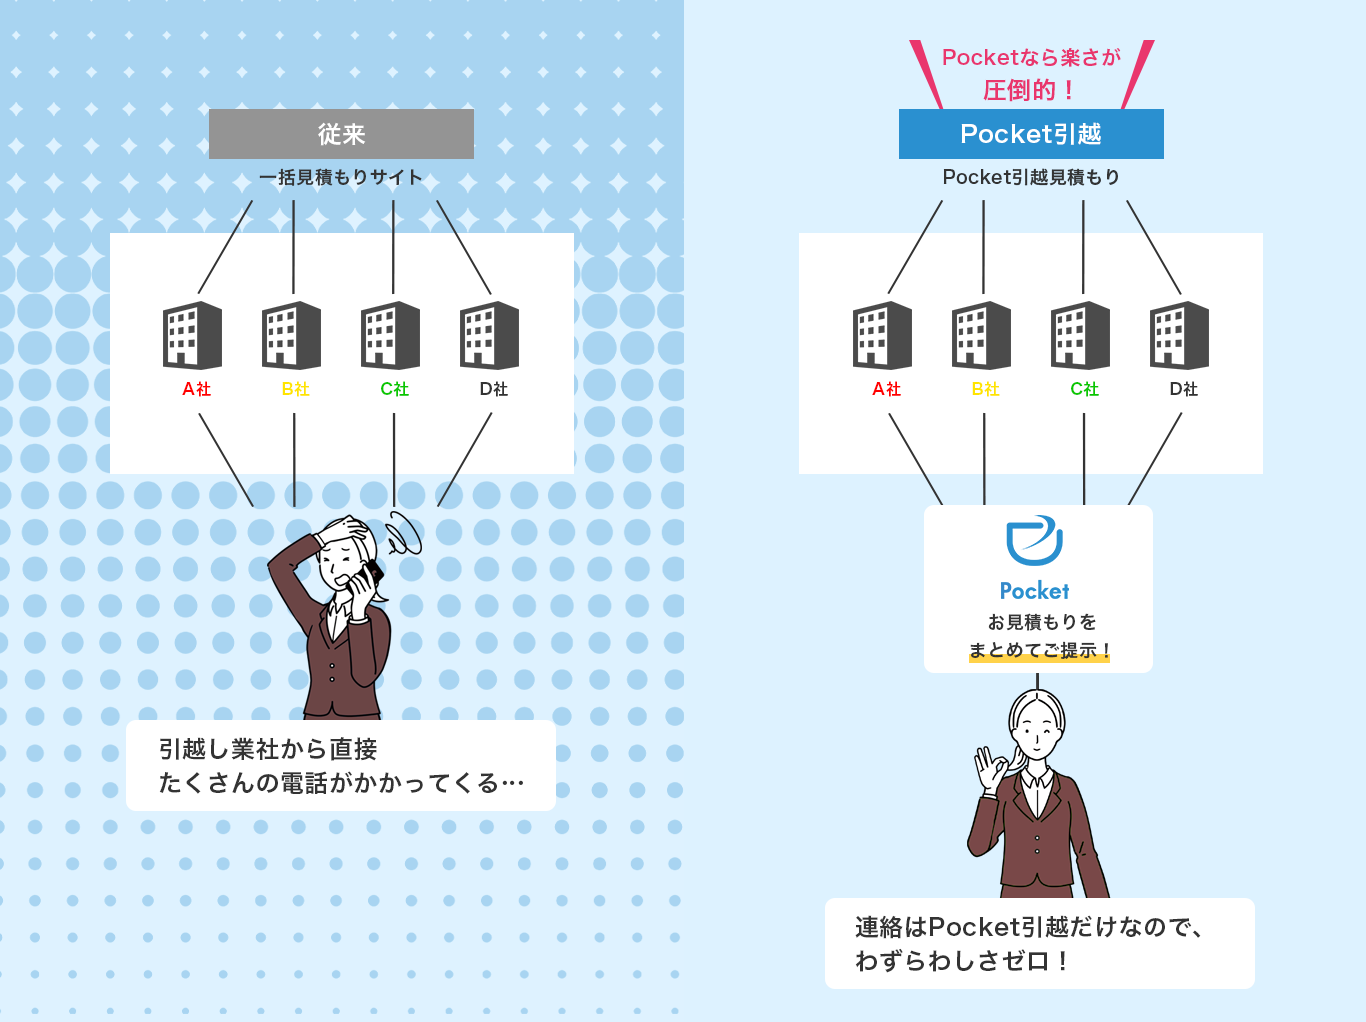 従来
一括見積もりサイト
A社
B社
C社
D社
引越し業社から直接
たくさんの電話がかかってくる…
Pocketなら楽さが
圧倒的！
Pocket引越
Pocket引越見積もり
A社
B社
C社
D社
Pocket
お見積もりを
まとめてご提示！
連絡はPocket引越だけなので、
わずらわしさゼロ！